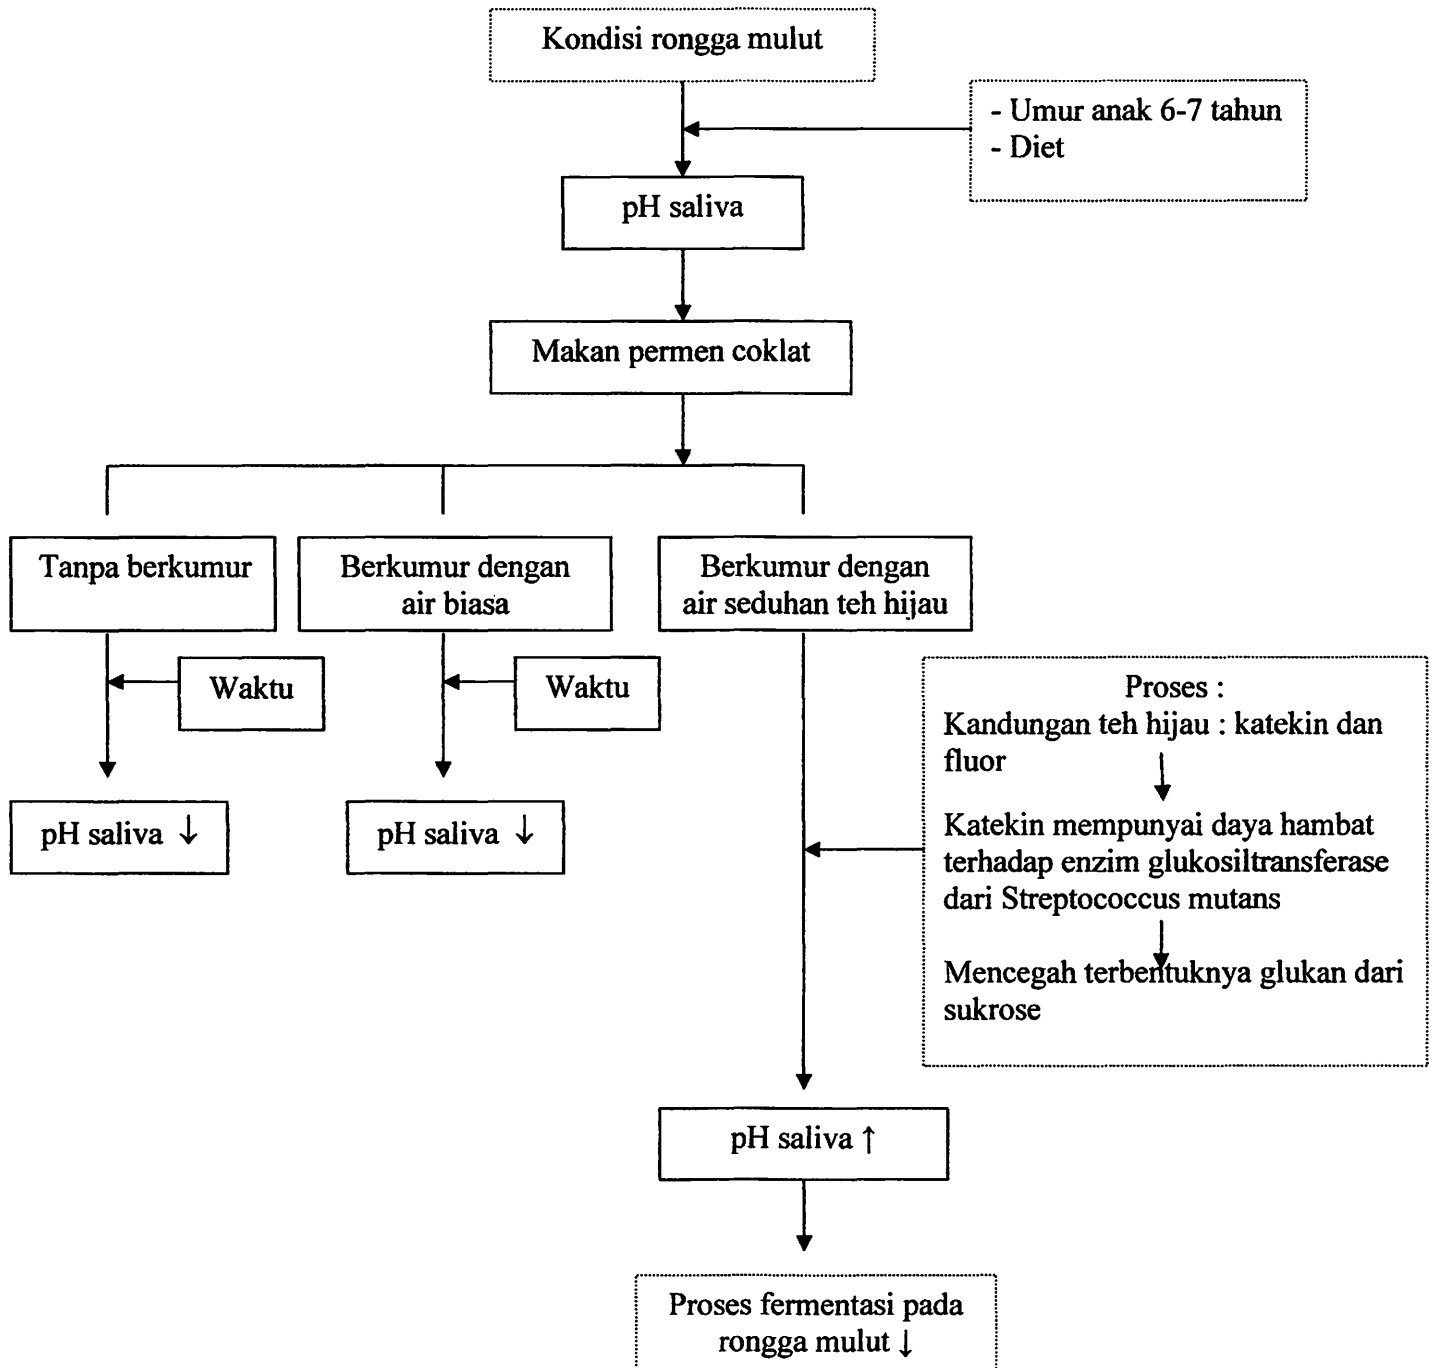 Kondisi rongga mulut
- Umur anak 6-7 tahun
- Diet
pH saliva
Makan permen coklat
Tanpa berkumur
Berkumur dengan
air biasa
Berkumur dengan
air seduhan teh hijau
Waktu
Waktu
pH saliva ↓
pH saliva ↓
Proses :
Kandungan teh hijau : katekin dan
fluor
Katekin mempunyai daya hambat
terhadap enzim glukosiltransferase
dari Streptococcus mutans
Mencegah terbentuknya glukan dari
sukrose
pH saliva ↑
Proses fermentasi pada
rongga mulut ↓